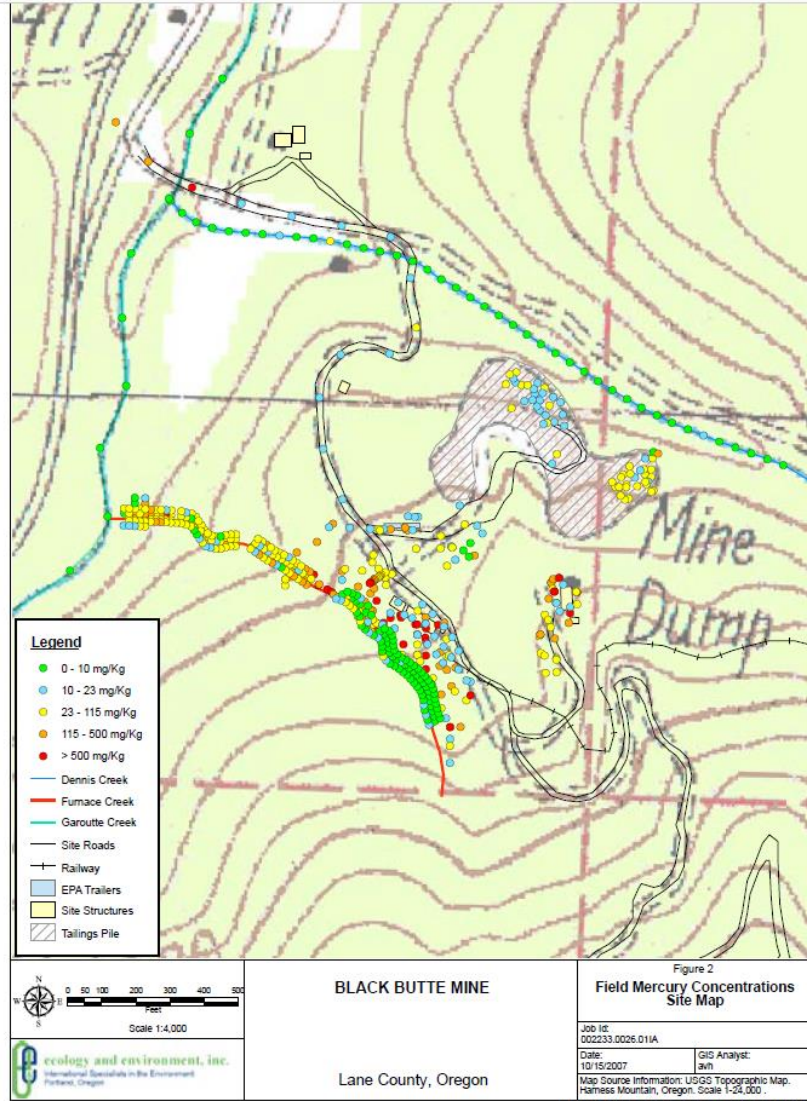 Mine
Dump
Legend
0 - 10 mg/Kg
10 - 23 mg/Kg
23 - 115 mg/Kg
115 - 500 mg/Kg
> 500 mg/Kg
Dennis Creek
Furnace Creek
Garoutte Creek
Site Roads
Railway
EPA Trailers
Site Structures
Tailings Pile
N
W E
S
0 50 100 200 300 400 500
Feet
Scale 1:4,000
ecology and environment, inc.
International Specialists in the Environment
Portland, Oregon
BLACK BUTTE MINE
Lane County, Oregon
Figure 2
Field Mercury Concentrations
Site Map
Job Id:
002233.0026.01IA
Date:
10/15/2007
GIS Analyst:
avh
Map Source Information: USGS Topographic Map.
Harness Mountain, Oregon. Scale 1-24,000 .